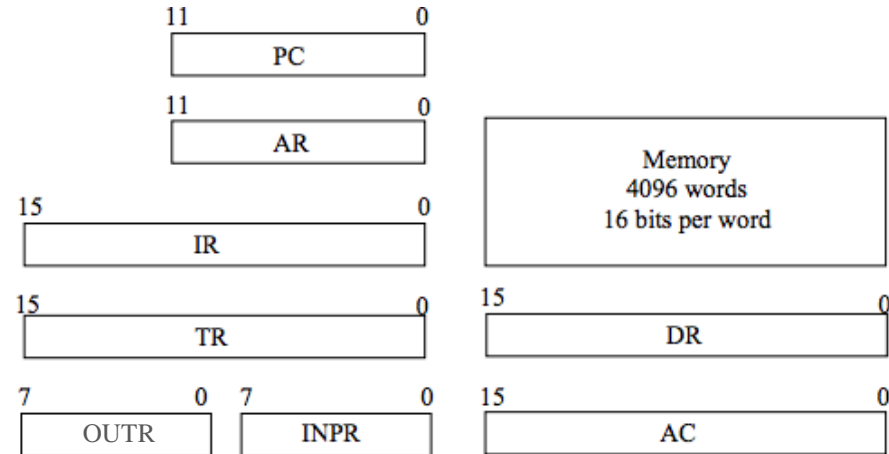 11 0
PC
11 0
AR
Memory
4096 words
16 bits per word
15 0
IR
15 0
TR
15 0
DR
7 0
OUTR
7 0
INPR
15 0
AC